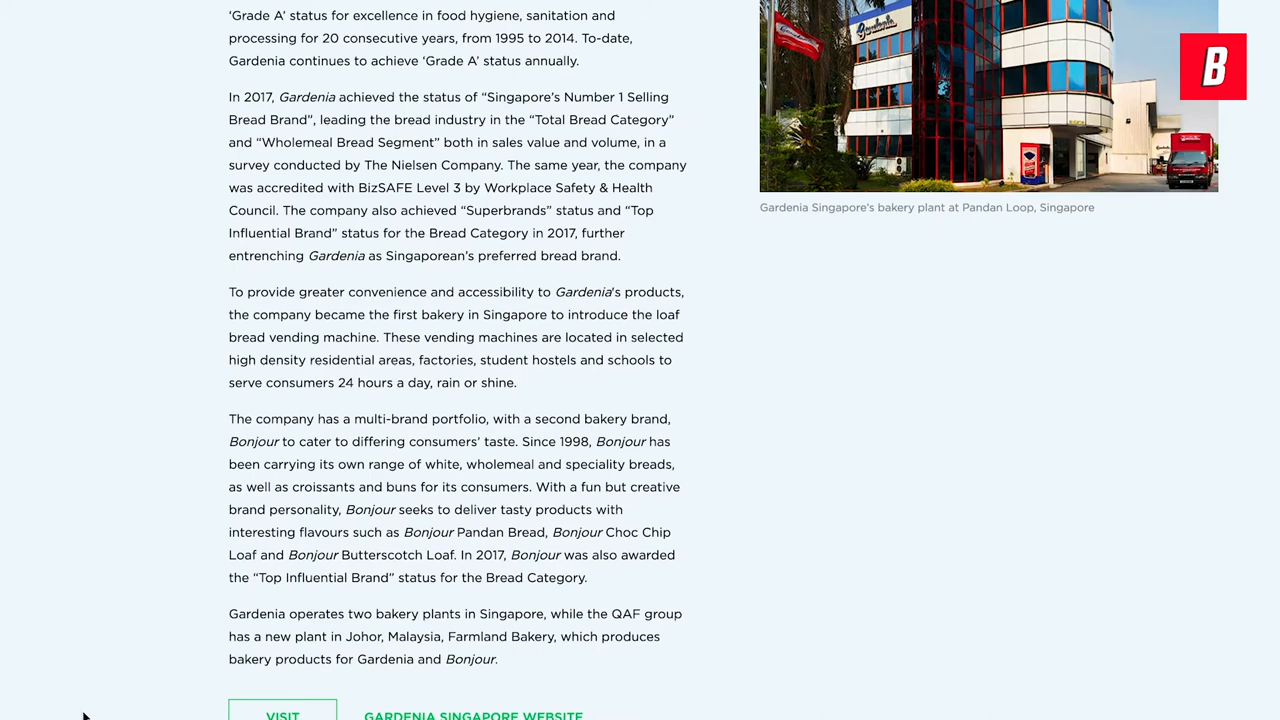 ‘Grade A’ status for excellence in food hygiene, sanitation and
processing for 20 consecutive years, from 1995 to 2014. To-date,
Gardenia continues to achieve ‘Grade A’ status annually.
In 2017, Gardenia achieved the status of “Singapore’s Number 1 Selling
Bread Brand”, leading the bread industry in the “Total Bread Category”
and “Wholemeal Bread Segment” both in sales value and volume, in a
survey conducted by The Nielsen Company. The same year, the company
was accredited with BizSAFE Level 3 by Workplace Safety & Health
Council. The company also achieved “Superbrands” status and “Top
Influential Brand” status for the Bread Category in 2017, further
entrenching Gardenia as Singaporean’s preferred bread brand.
To provide greater convenience and accessibility to Gardenia’s products,
the company became the first bakery in Singapore to introduce the loaf
bread vending machine. These vending machines are located in selected
high density residential areas, factories, student hostels and schools to
serve consumers 24 hours a day, rain or shine.
The company has a multi-brand portfolio, with a second bakery brand,
Bonjour to cater to differing consumers’ taste. Since 1998, Bonjour has
been carrying its own range of white, wholemeal and speciality breads,
as well as croissants and buns for its consumers. With a fun but creative
brand personality, Bonjour seeks to deliver tasty products with
interesting flavours such as Bonjour Pandan Bread, Bonjour Choc Chip
Loaf and Bonjour Butterscotch Loaf. In 2017, Bonjour was also awarded
the “Top Influential Brand” status for the Bread Category.
Gardenia operates two bakery plants in Singapore, while the QAF group
has a new plant in Johor, Malaysia, Farmland Bakery, which produces
bakery products for Gardenia and Bonjour.
VISIT
GARDENIA SINGAPORE WEBSITE
Gardenia
B
Gardenia Singapore’s bakery plant at Pandan Loop, Singapore